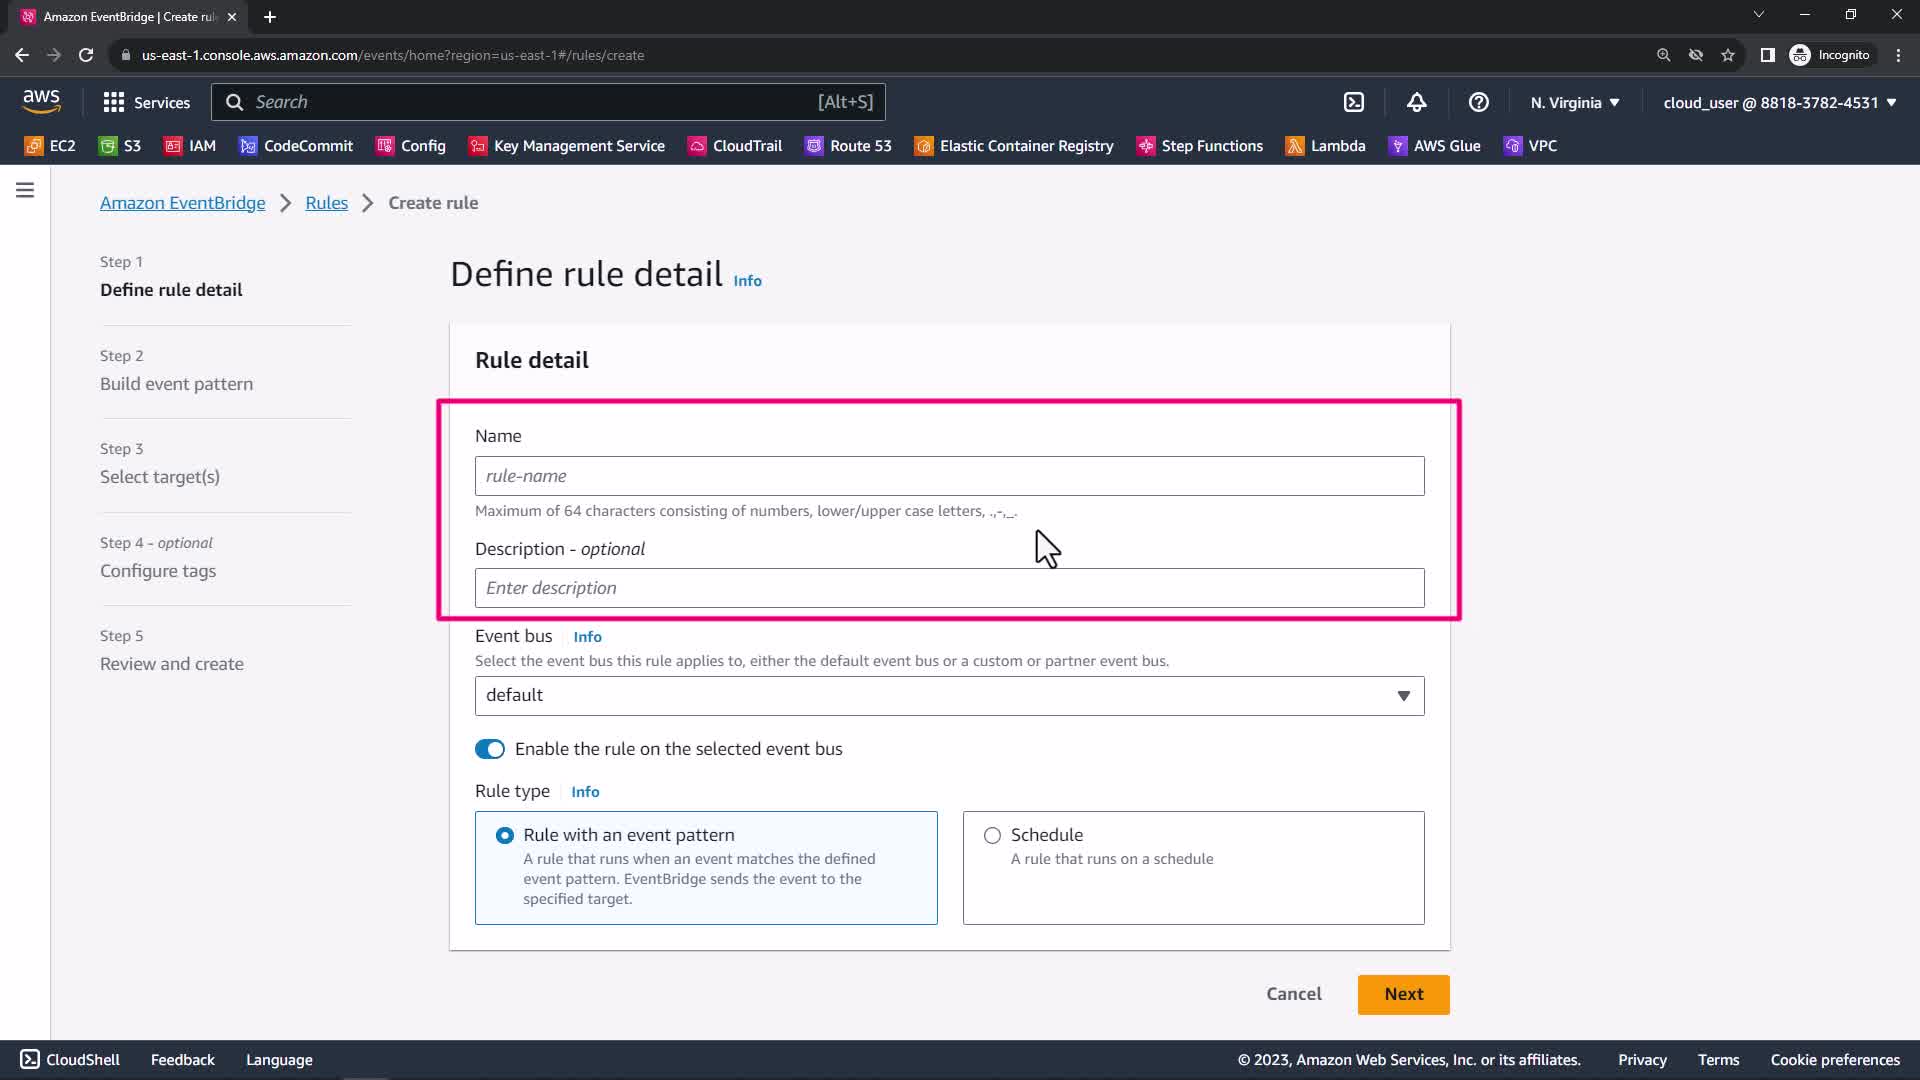 Amazon EventBridge | Create rul
us-east-1.console.aws.amazon.com/events/home?region=us-east-1#/rules/create
Incognito
aws
Services
Search
[Alt+S]
N. Virginia
cloud_user @ 8818-3782-4531
EC2
S3
IAM
CodeCommit
Config
Key Management Service
CloudTrail
Route 53
Elastic Container Registry
Step Functions
Lambda
AWS Glue
VPC
Amazon EventBridge
Rules
Create rule
Step 1
Define rule detail
Step 2
Build event pattern
Step 3
Select target(s)
Step 4 - optional
Configure tags
Step 5
Review and create
Define rule detail Info
Rule detail
Name
rule-name
Maximum of 64 characters consisting of numbers, lower/upper case letters, .,-,_.
Description - optional
Enter description
Event bus Info
Select the event bus this rule applies to, either the default event bus or a custom or partner event bus.
default
Enable the rule on the selected event bus
Rule type Info
Rule with an event pattern
A rule that runs when an event matches the defined
event pattern. EventBridge sends the event to the
specified target.
Schedule
A rule that runs on a schedule
Cancel
Next
CloudShell
Feedback
Language
© 2023, Amazon Web Services, Inc. or its affiliates.
Privacy
Terms
Cookie preferences